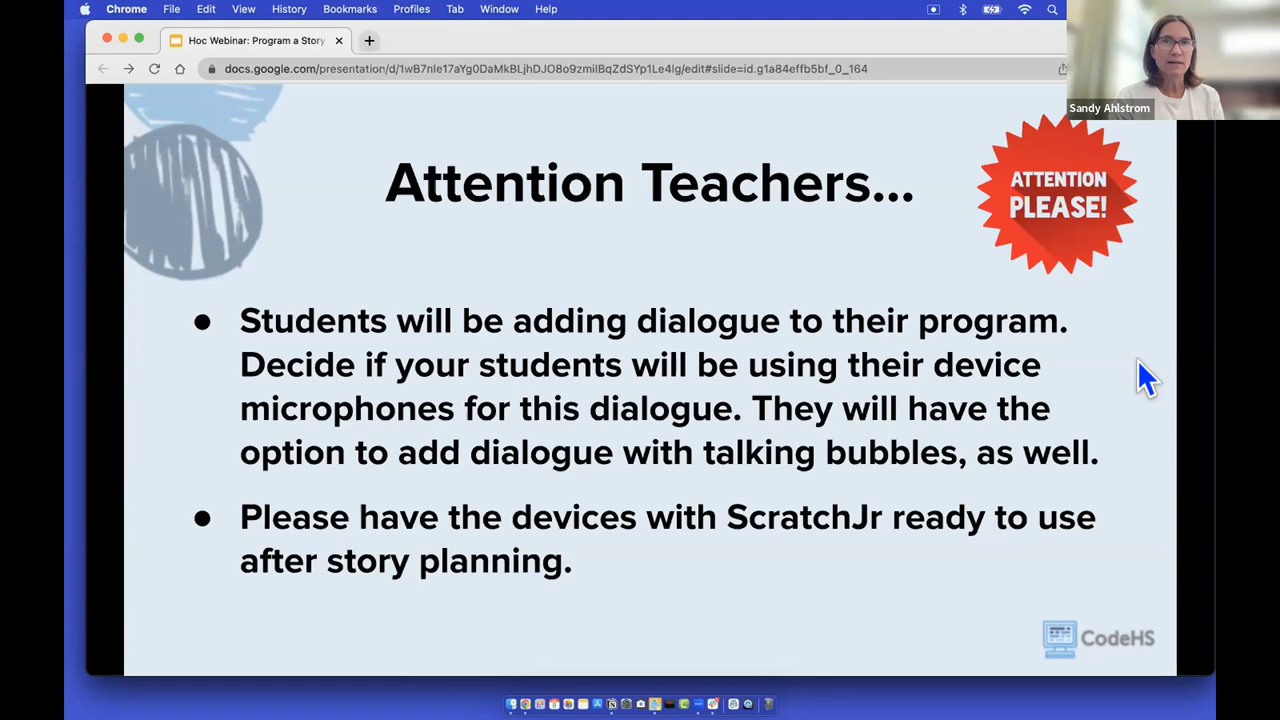 Chrome File Edit View History Bookmarks Profiles Tab Window Help
Hoc Webinar: Program a Story
docs.google.com/presentation/d/1wB7nIe17aYg0DaMkBLjhDJO8o9zmiIBqZdSYp1Le4Ig/edit#slide=id.g1a84effb5bf_0_164
Sandy Ahlstrom
Attention Teachers...
ATTENTION
PLEASE!
● Students will be adding dialogue to their program.
Decide if your students will be using their device
microphones for this dialogue. They will have the
option to add dialogue with talking bubbles, as well.
● Please have the devices with ScratchJr ready to use
after story planning.
CodeHS